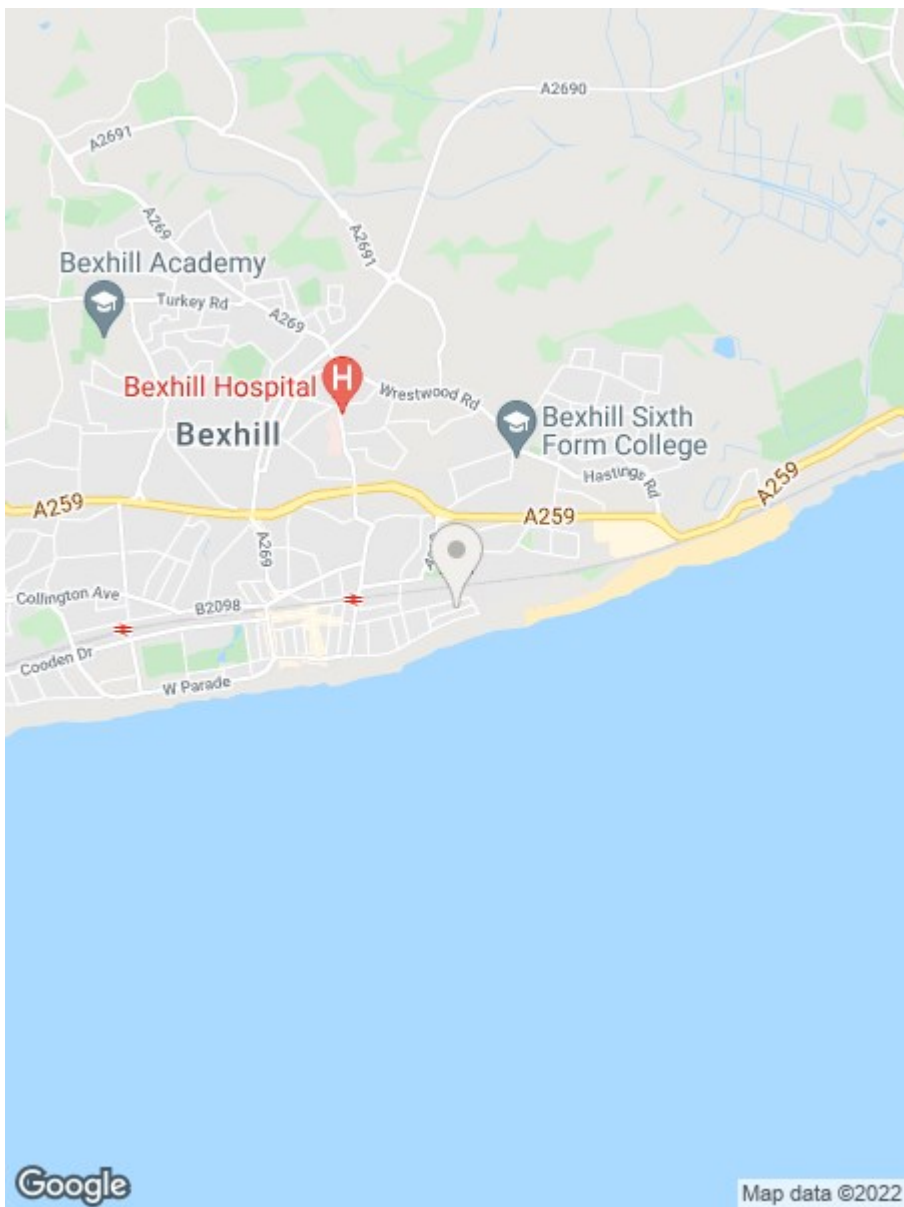 A2690
A2691
A269
A2691
Bexhill Academy
Turkey Rd
A269
Bexhill Hospital
H
Wrestwood Rd
Bexhill
Bexhill Sixth
Form College
Hastings Rd
A259
A259
A259
A269
Collington Ave
B2098
Cooden Dr
W Parade
Google
Map data ©2022